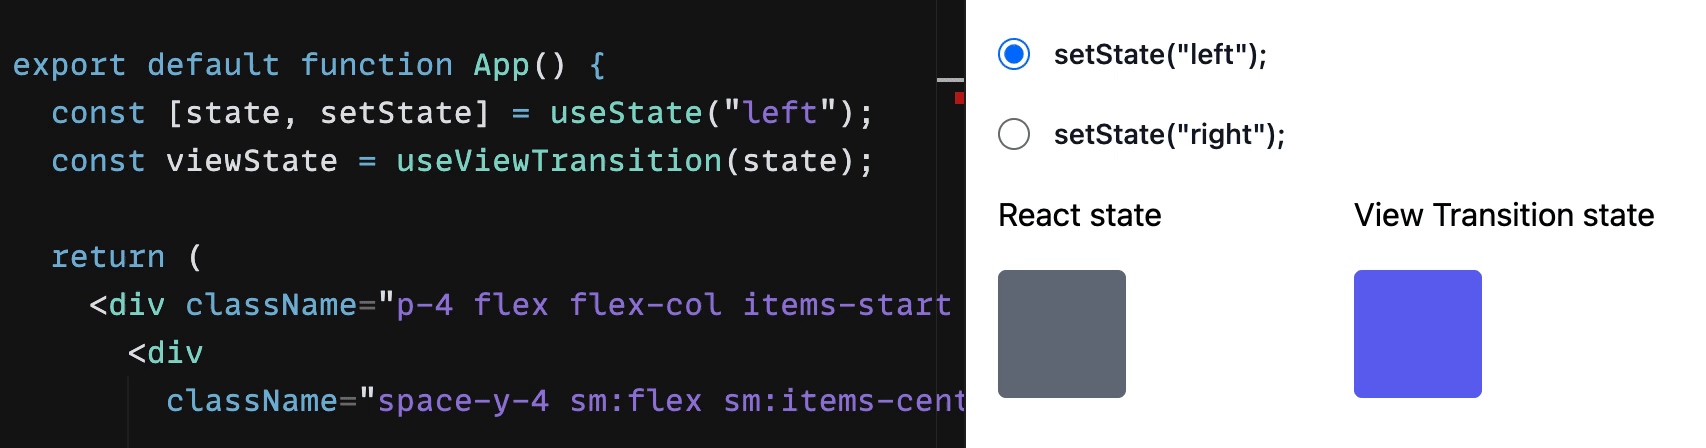 export default function App() {
const [state, setState] = useState("left");
const viewState = useViewTransition(state);
return (
<div className="p-4 flex flex-col items-start
<div
className="space-y-4 sm:flex sm:items-cent
setState("left");
setState("right");
React state
View Transition state